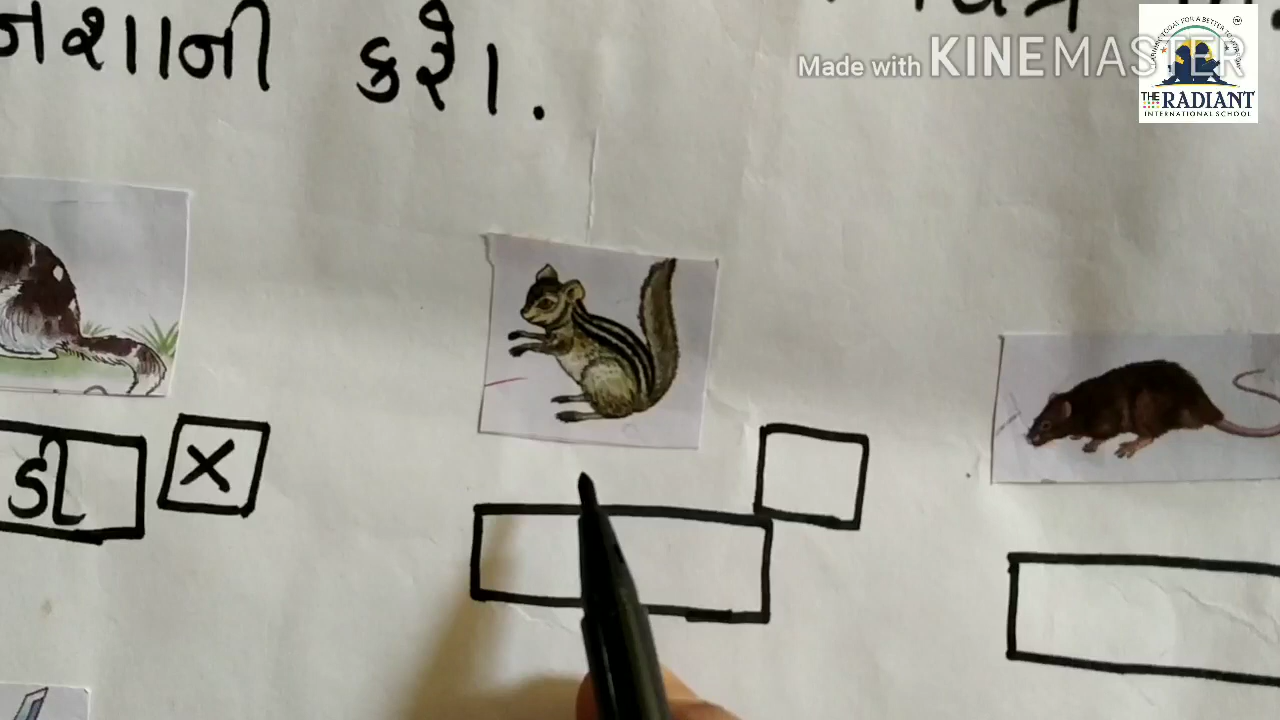 નિશાની કરો.
Made with KINEMASTER
THE RADIANT
INTERNATIONAL SCHOOL
ડી
×